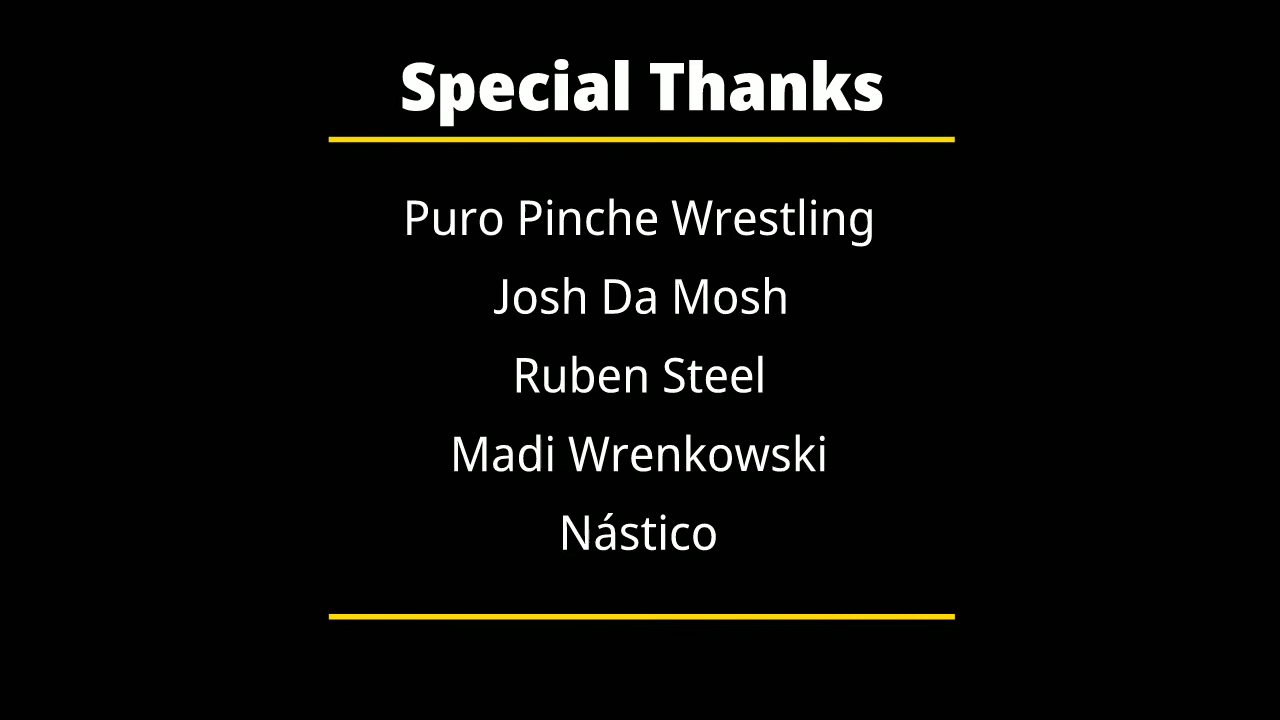 Special Thanks
Puro Pinche Wrestling
Josh Da Mosh
Ruben Steel
Madi Wrenkowski
Nástico